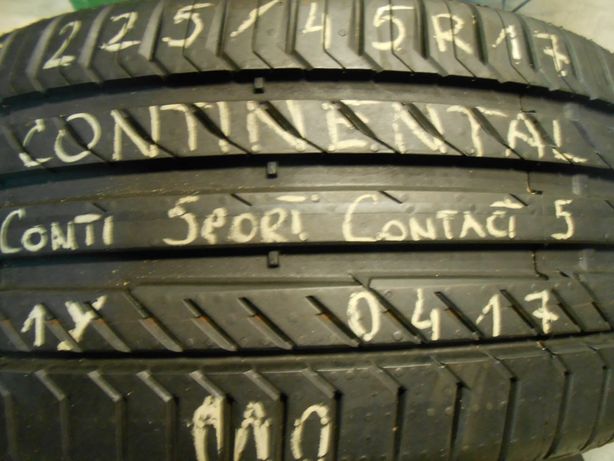 225/45R17
CONTINENTAL
CONTI SPORT CONTACT 5
1X 0417